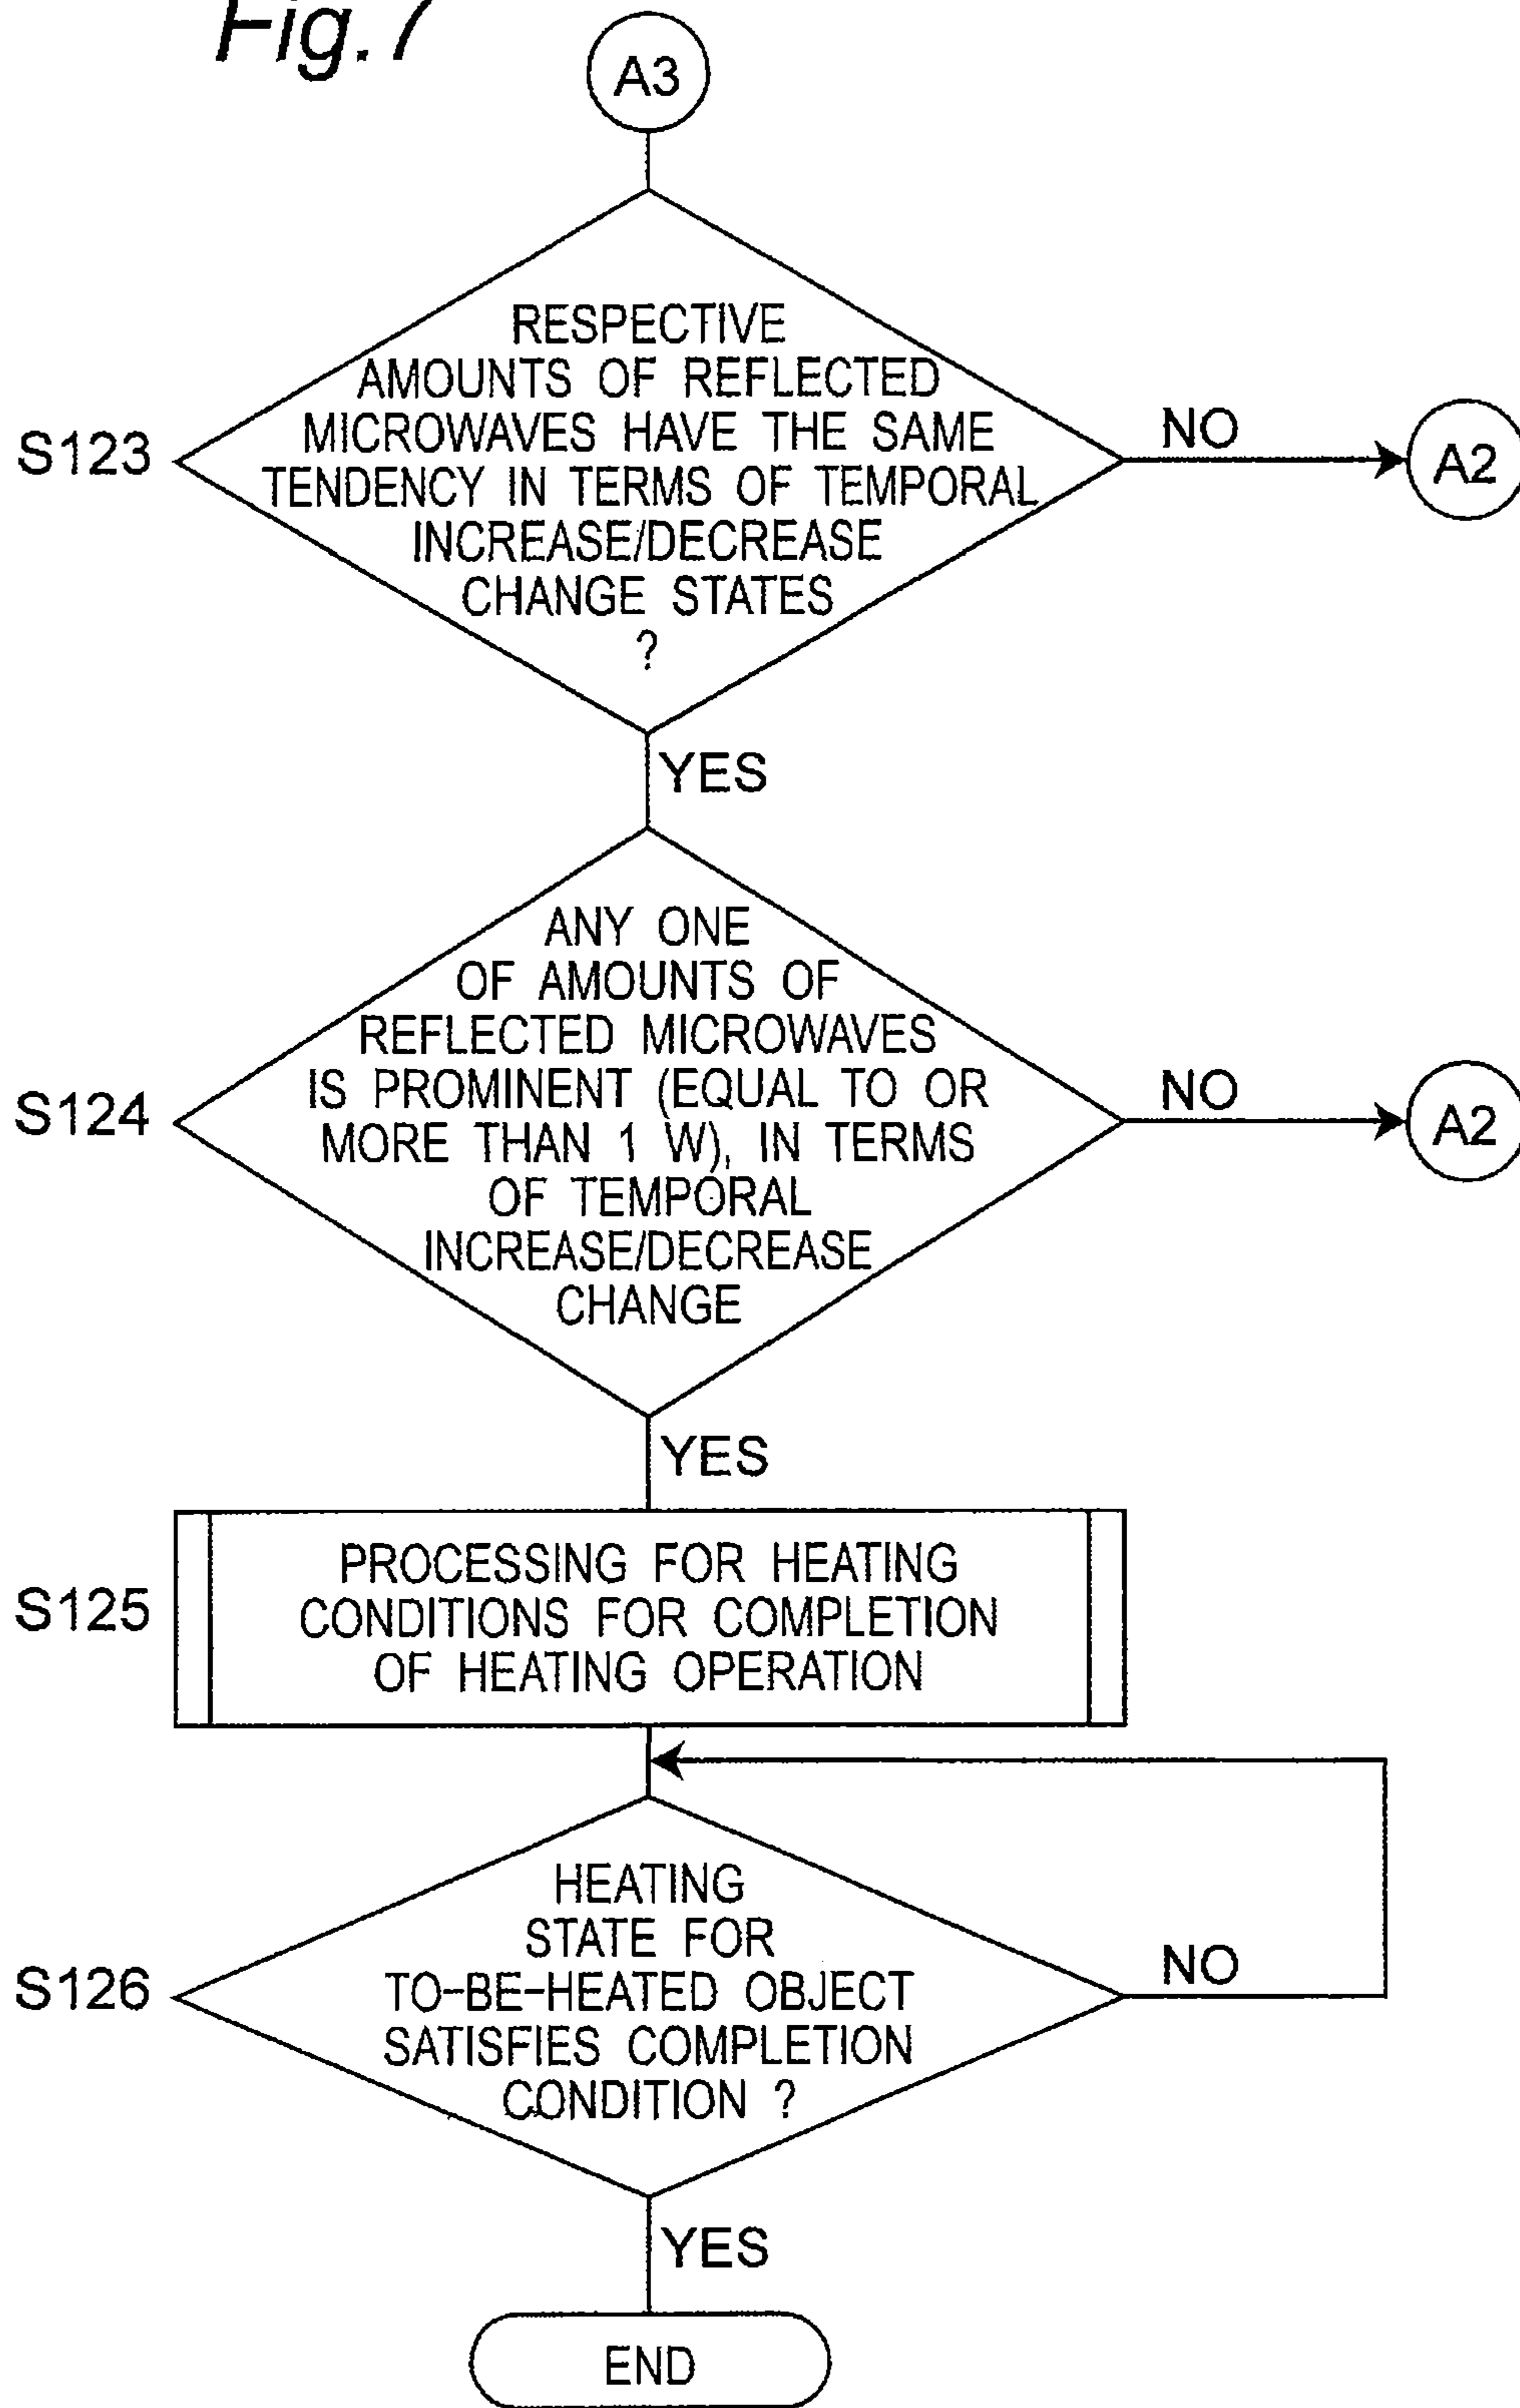 Fig.7
A3
S123
RESPECTIVE
AMOUNTS OF REFLECTED
MICROWAVES HAVE THE SAME
TENDENCY IN TERMS OF TEMPORAL
INCREASE/DECREASE
CHANGE STATES
?
NO
A2
YES
S124
ANY ONE
OF AMOUNTS OF
REFLECTED MICROWAVES
IS PROMINENT (EQUAL TO OR
MORE THAN 1 W), IN TERMS
OF TEMPORAL
INCREASE/DECREASE
CHANGE
NO
A2
YES
S125
PROCESSING FOR HEATING
CONDITIONS FOR COMPLETION
OF HEATING OPERATION
S126
HEATING
STATE FOR
TO-BE-HEATED OBJECT
SATISFIES COMPLETION
CONDITION ?
NO
YES
END